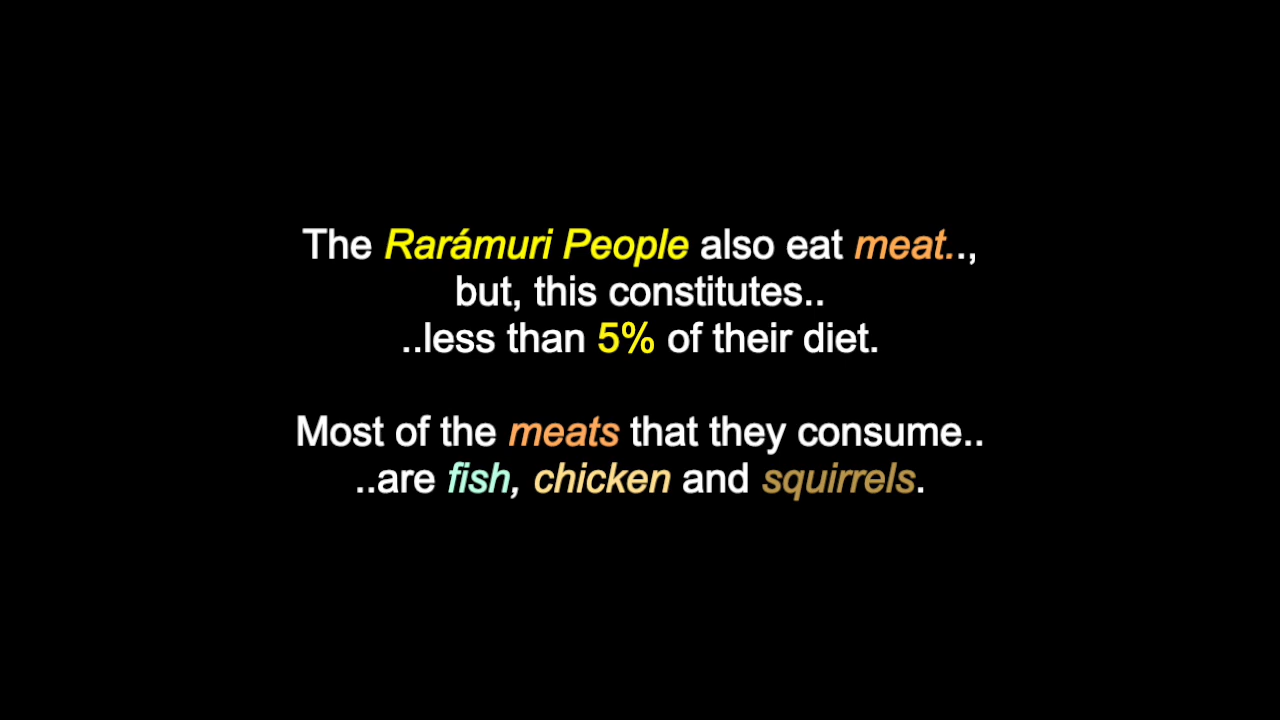 The Rarámuri People also eat meat..,
but, this constitutes..
..less than 5% of their diet.
Most of the meats that they consume..
..are fish, chicken and squirrels.